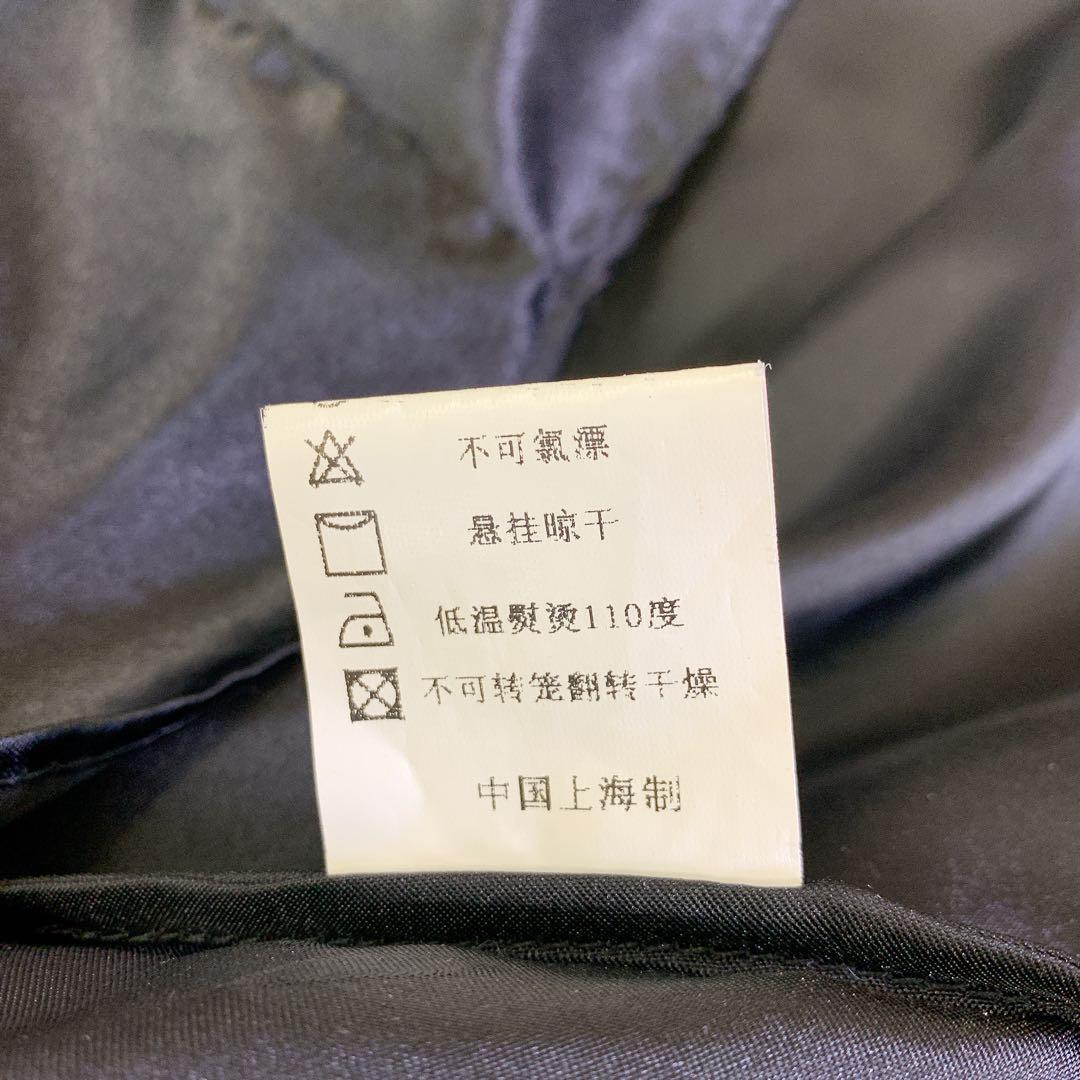 不可氯漂
悬挂晾干
低温熨烫110度
不可转笼翻转干燥
中国上海制